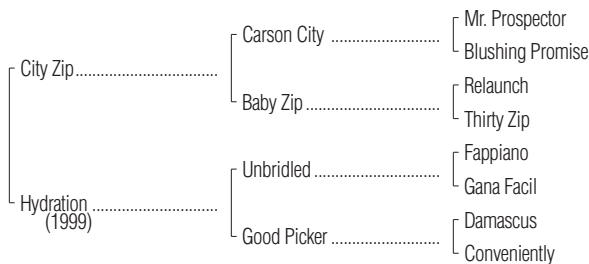 Mr. Prospector
Carson City ..............................
Blushing Promise
City Zip.......................................
Relaunch
Baby Zip.....................................
Thirty Zip
Fappiano
Unbridled ...................................
Gana Facil
Hydration ..................................
(1999)
Damascus
Good Picker ..............................
Conveniently